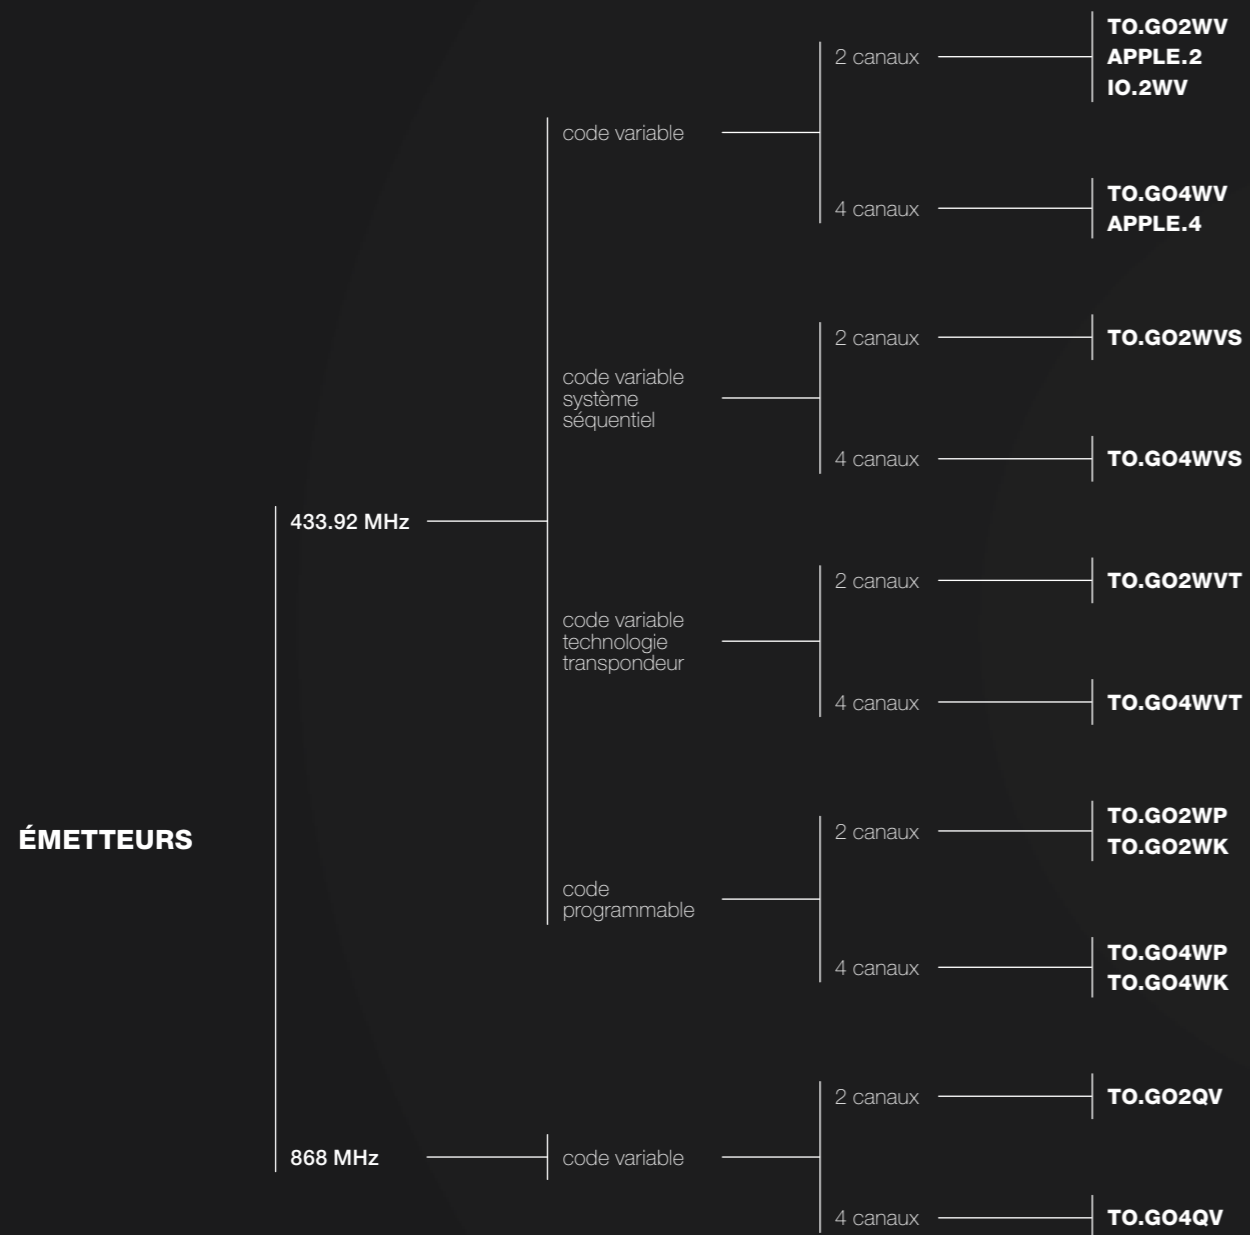 TO.GO2WV
2 canaux
APPLE.2
IO.2WV
code variable
TO.GO4WV
4 canaux
APPLE.4
2 canaux
TO.GO2WVS
code variable
système
séquentiel
4 canaux
TO.GO4WVS
433.92 MHz
2 canaux
TO.GO2WVT
code variable
technologie
transpondeur
4 canaux
TO.GO4WVT
ÉMETTEURS
TO.GO2WP
2 canaux
TO.GO2WK
code
programmable
TO.GO4WP
4 canaux
TO.GO4WK
2 canaux
TO.GO2QV
868 MHz
code variable
4 canaux
TO.GO4QV